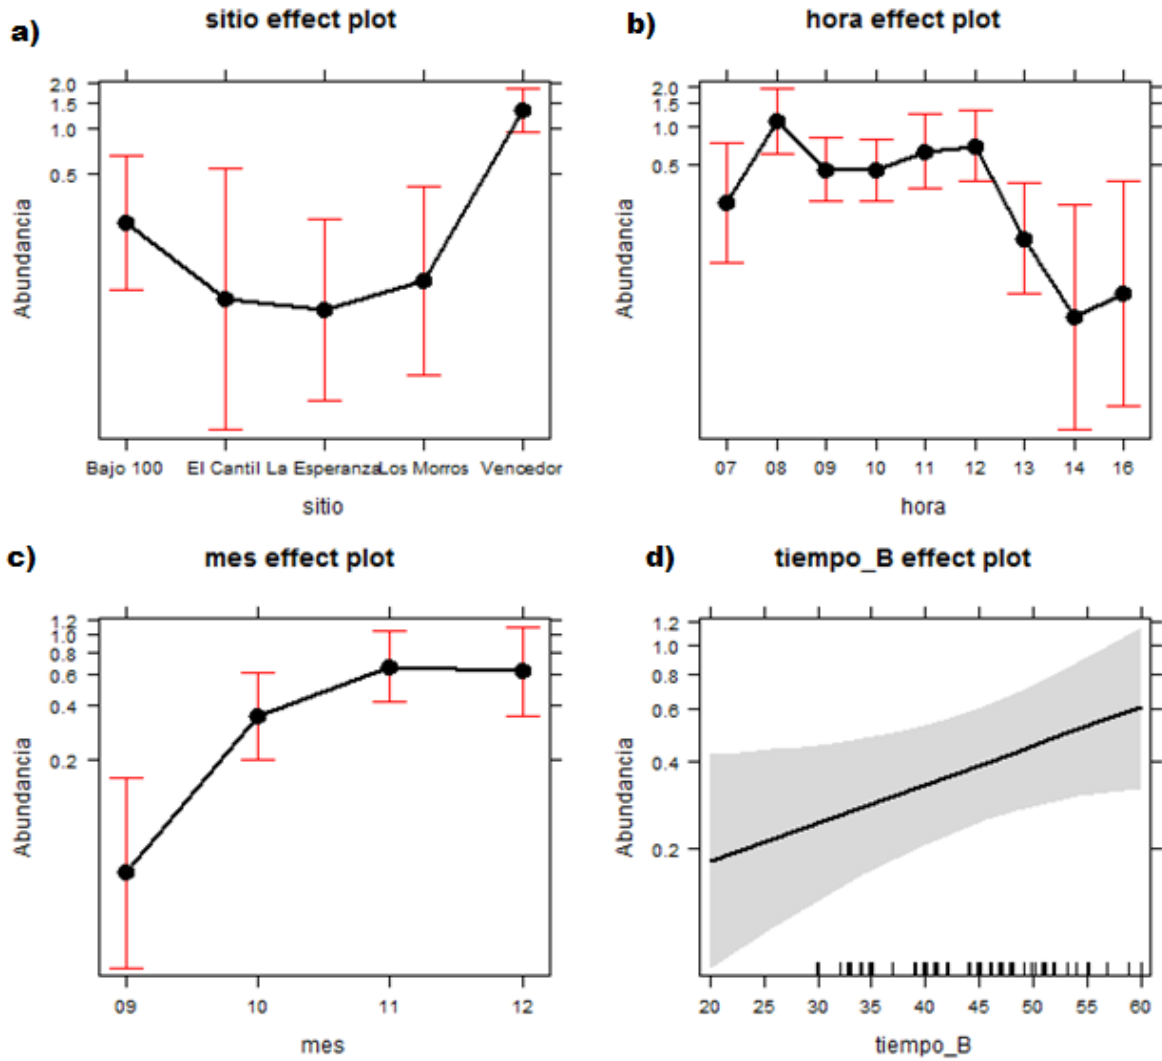 a)
sitio effect plot
Abundancia
2.0
1.5
1.0
0.5
Bajo 100 El Cantil La Esperanza Los Morros Vencedor
sitio
b)
hora effect plot
Abundancia
2.0
1.5
1.0
0.5
07 08 09 10 11 12 13 14 16
hora
c)
mes effect plot
Abundancia
1.2
1.0
0.8
0.6
0.4
0.2
09 10 11 12
mes
d)
tiempo_B effect plot
Abundancia
1.2
1.0
0.8
0.6
0.4
0.2
20 25 30 35 40 45 50 55 60
tiempo_B